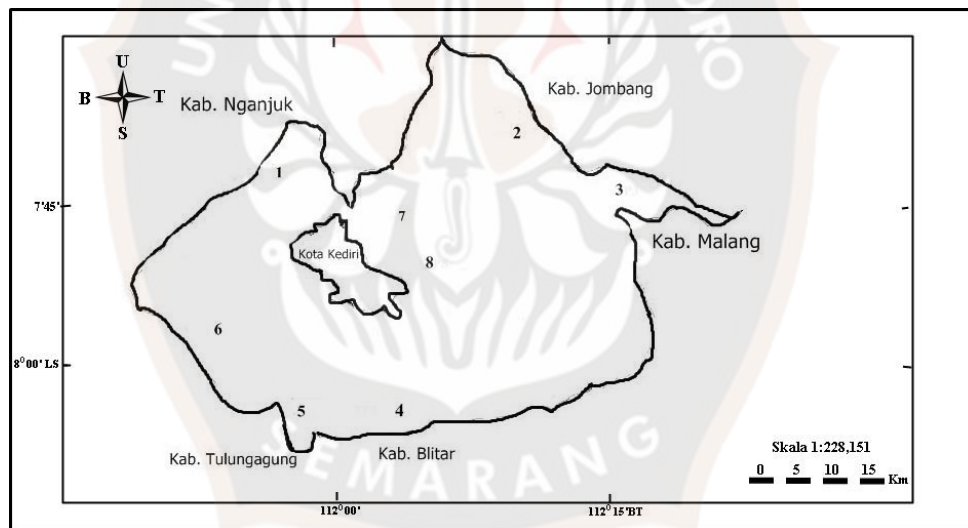 UN
ORO
U
B
T
S
Kab. Nganjuk
Kab. Jombang
2
1
3
7°45'
7
Kab. Malang
Kota Kediri
8
6
8°00' LS
5
4
Kab. Tulungagung
Kab. Blitar
SEMARANG
Skala 1:228,151
0 5 10 15 Km
112°00'
112°15' BT